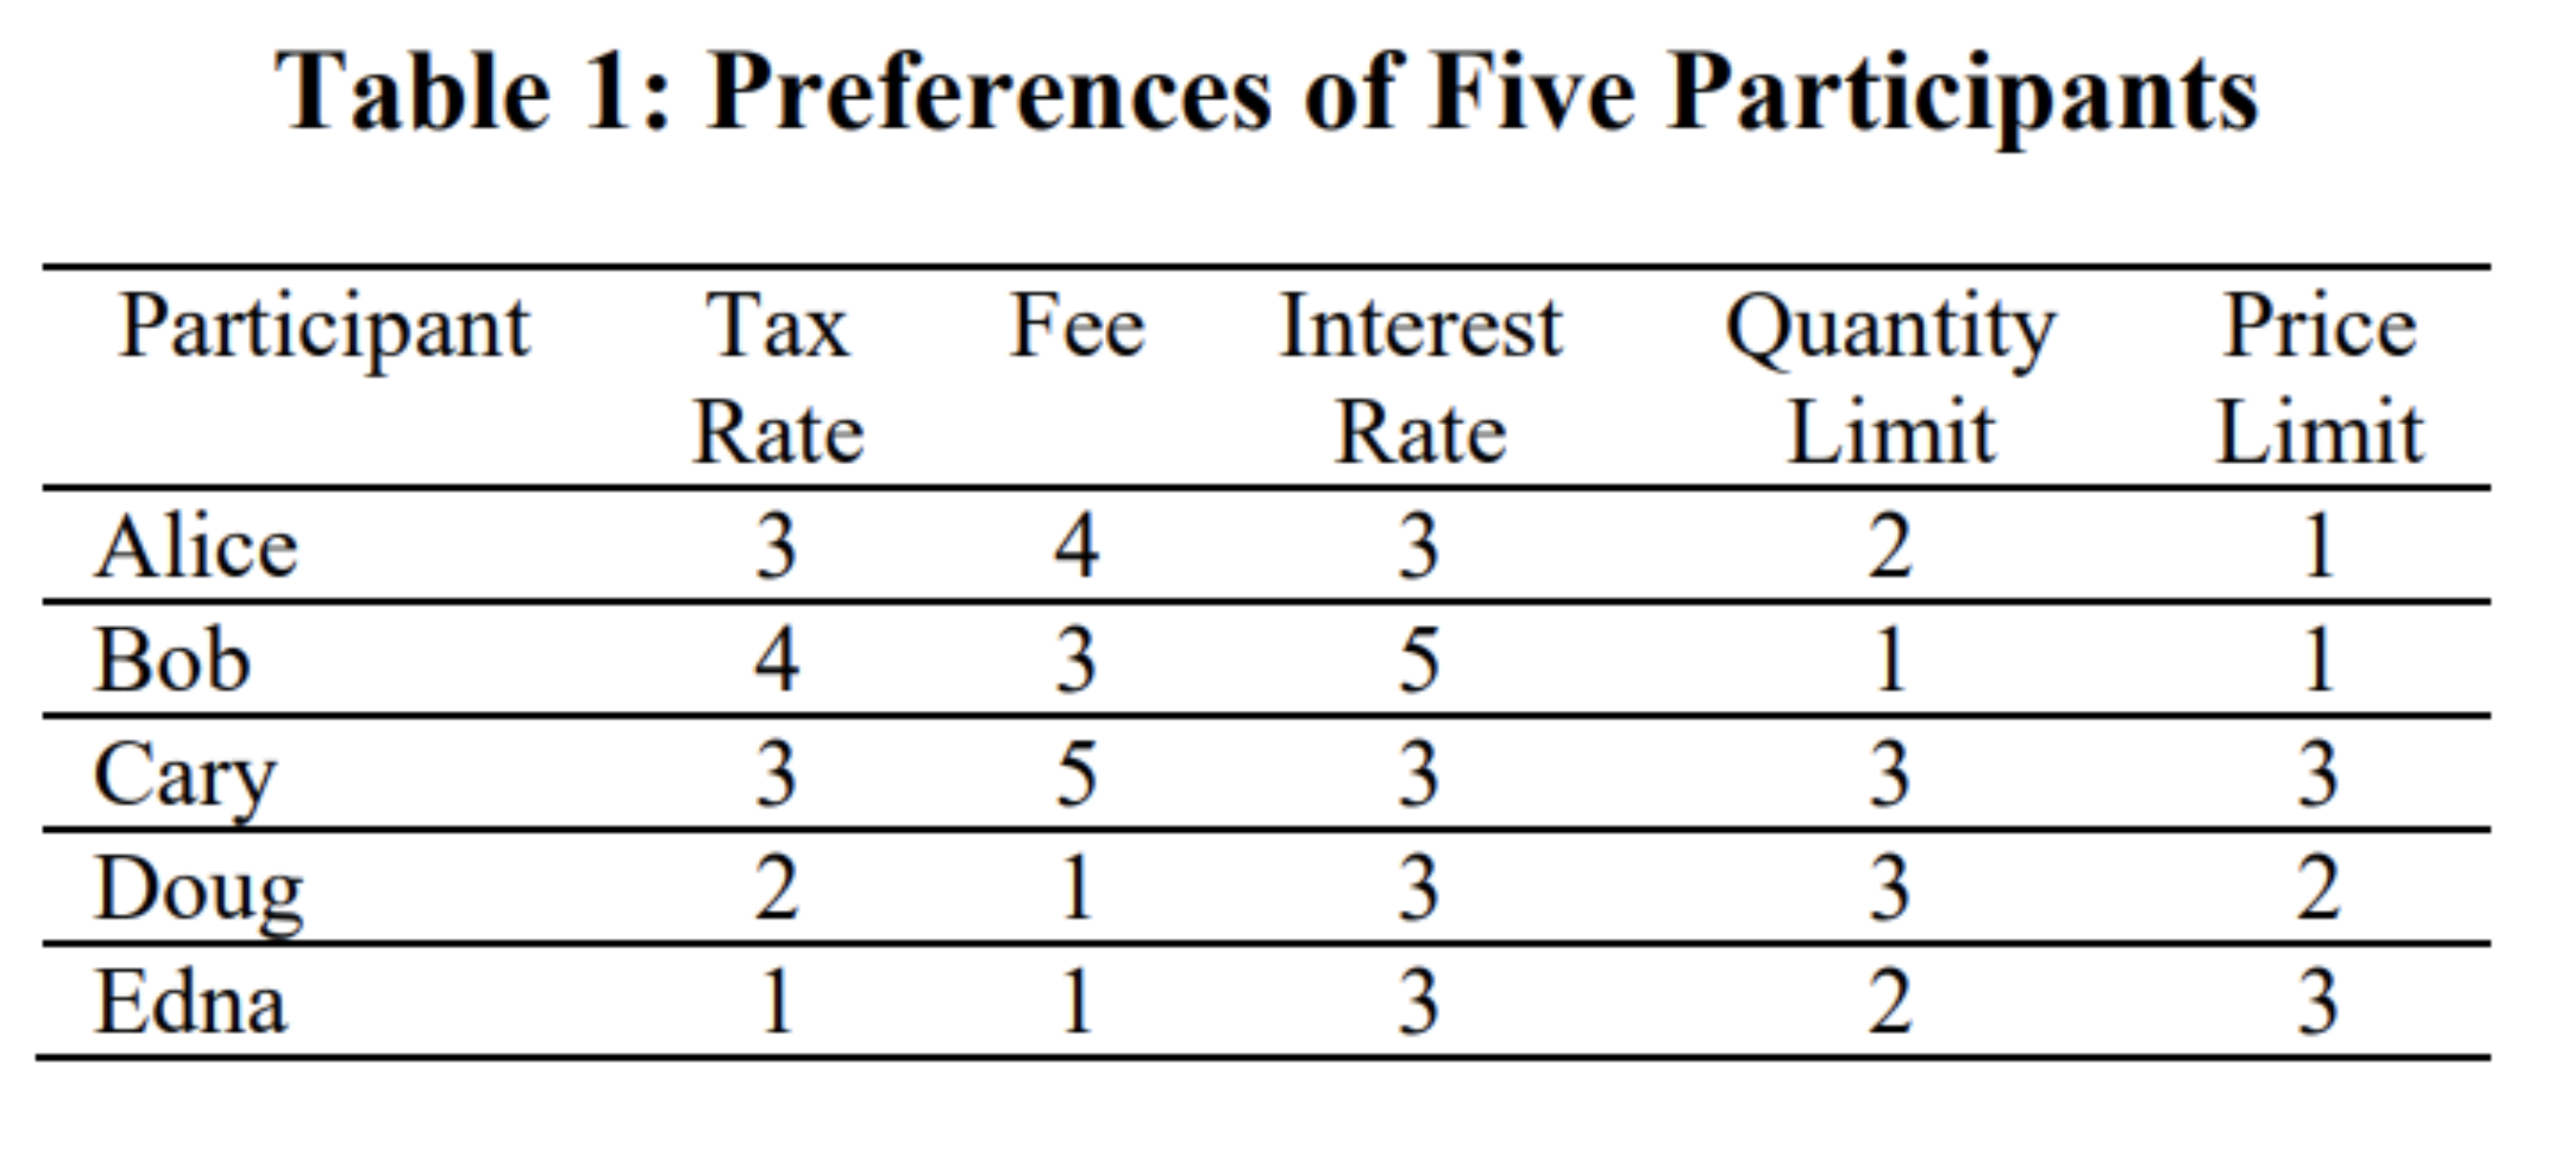 Table 1: Preferences of Five Participants
Participant Tax Fee Interest Quantity Price
Rate Rate Limit Limit
Alice 3 4 3 2 1
Bob 4 3 5 1 1
Cary 3 5 3 3 3
Doug 2 1 3 3 2
Edna 1 1 3 2 3